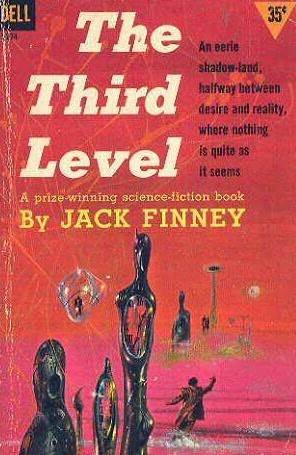 DELL
35¢
The
Third
Level
An eerie
shadow-land,
halfway between
desire and reality,
where nothing
is quite as
it seems
A prize-winning science-fiction book
By JACK FINNEY